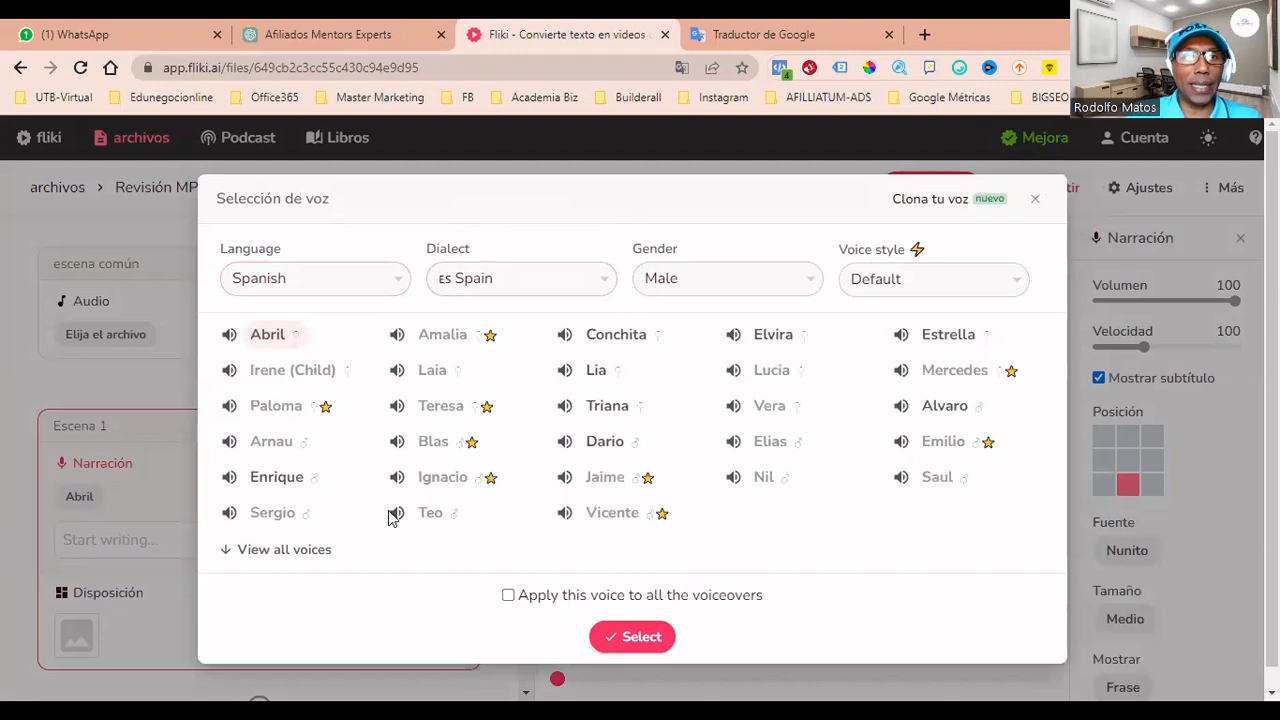 (1) WhatsApp
Afiliados Mentors Experts
Fliki - Convierte texto en videos
Traductor de Google
app.fliki.ai/files/649cb2c3cc55c430c94e9d95
4
Rodolfo Matos
UTB-Virtual
Edunegocionline
Office365
Master Marketing
FB
Academia Biz
Builderall
Instagram
AFILLIATUM-ADS
Google Métricas
BIGSEO
fliki
archivos
Podcast
Libros
Mejora
Cuenta
archivos > Revisión MP
tir
Ajustes
Más
Selección de voz
Clona tu voz nuevo
Language
Dialect
Gender
Voice style
Spanish
ES Spain
Male
Default
Abril
Amalia
Conchita
Elvira
Estrella
Irene (Child)
Laia
Lia
Lucia
Mercedes
Paloma
Teresa
Triana
Vera
Alvaro
Arnau
Blas
Dario
Elias
Emilio
Enrique
Ignacio
Jaime
Nil
Saul
Sergio
Teo
Vicente
View all voices
Apply this voice to all the voiceovers
Select
escena común
Audio
Elija el archivo
Escena 1
Narración
Abril
Start writing...
Disposición
Narración
Volumen 100
Velocidad 100
Mostrar subtítulo
Posición
Fuente
Nunito
Tamaño
Medio
Mostrar
Frase